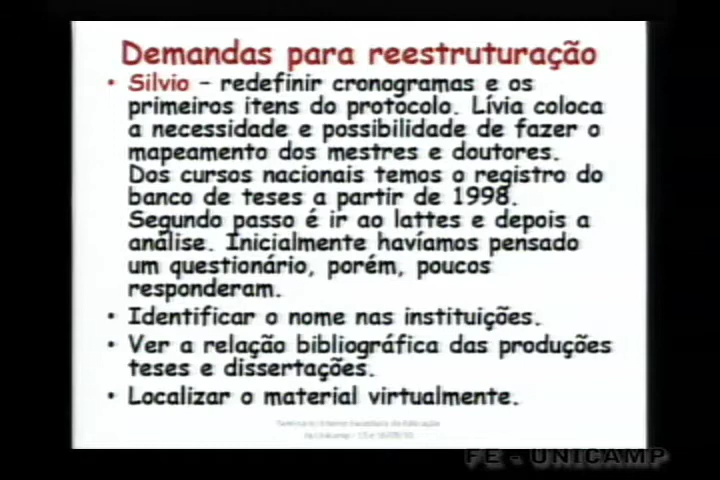 Demandas para reestruturação
• Silvio – redefinir cronogramas e os
primeiros itens do protocolo. Lívia coloca
a necessidade e possibilidade de fazer o
mapeamento dos mestres e doutores.
Dos cursos nacionais temos o registro do
banco de teses a partir de 1998.
Segundo passo é ir ao lattes e depois a
análise. Inicialmente havíamos pensado
um questionário, porém, poucos
responderam.
• Identificar o nome nas instituições.
• Ver a relação bibliográfica das produções
teses e dissertações.
• Localizar o material virtualmente.
FE - UNICAMP